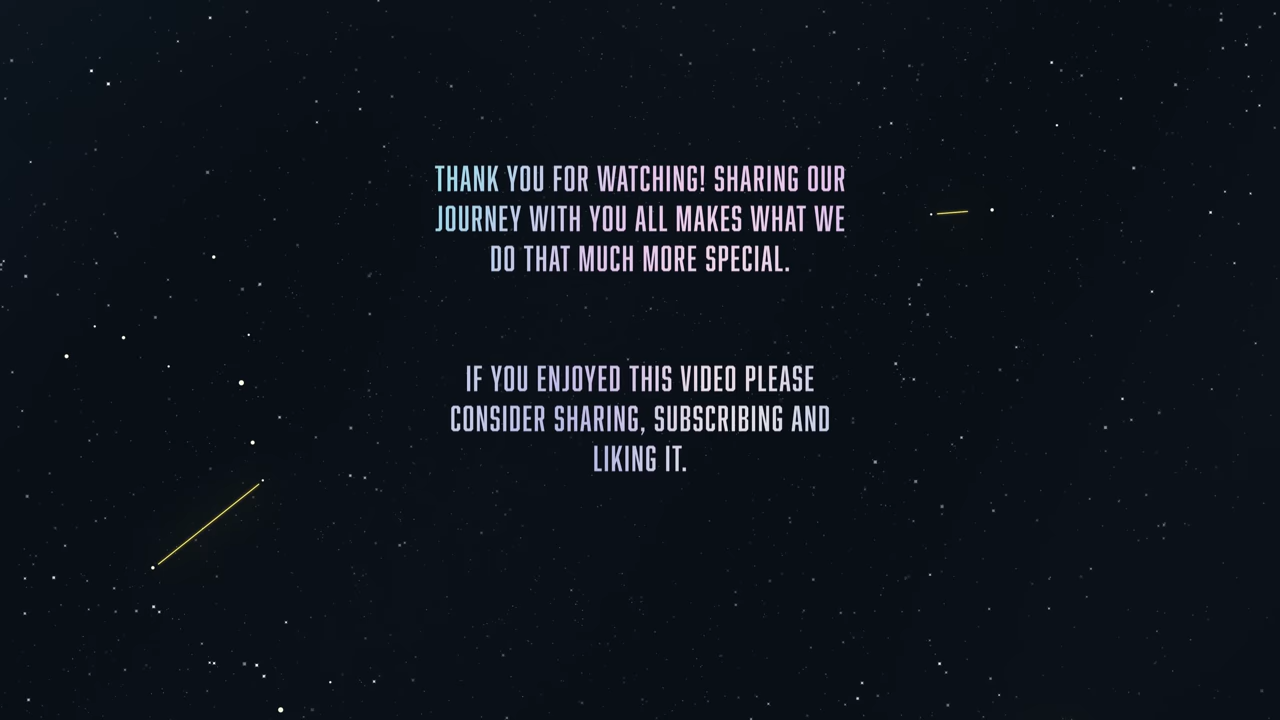 THANK YOU FOR WATCHING! SHARING OUR
JOURNEY WITH YOU ALL MAKES WHAT WE
DO THAT MUCH MORE SPECIAL.
IF YOU ENJOYED THIS VIDEO PLEASE
CONSIDER SHARING, SUBSCRIBING AND
LIKING IT.